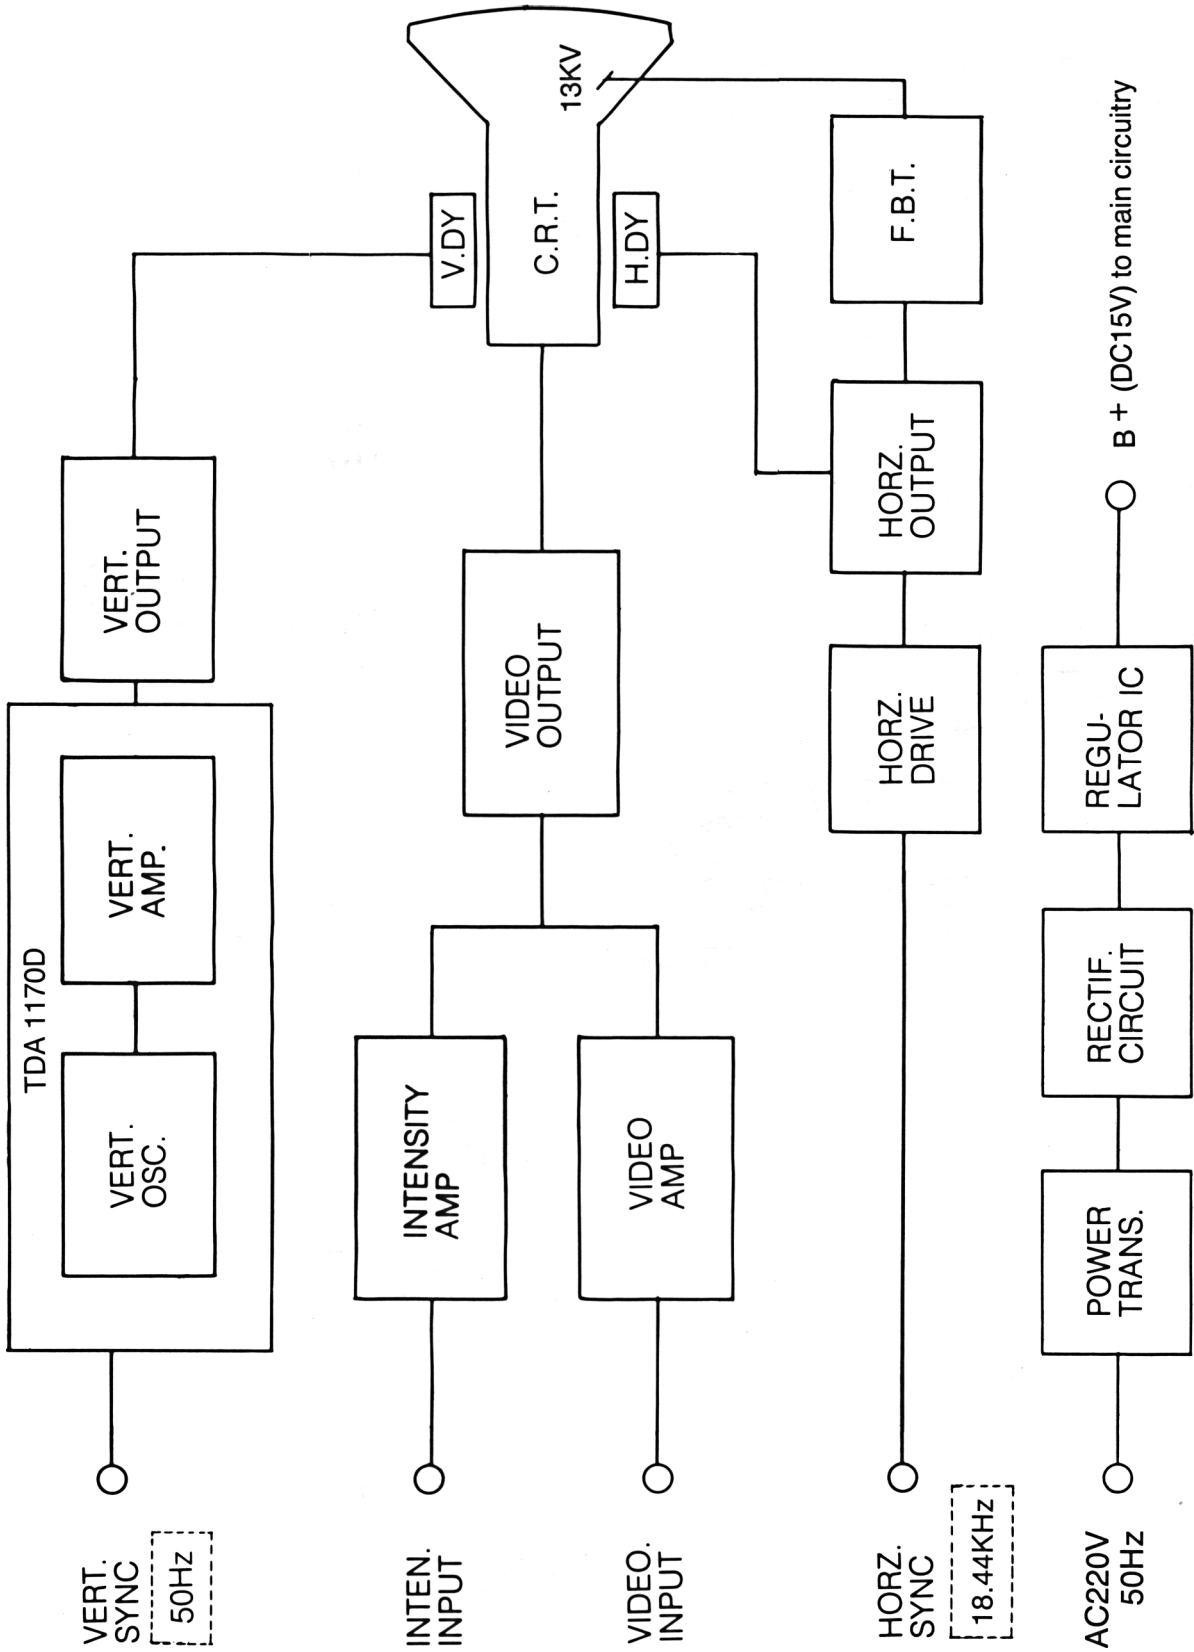 VERT.
SYNC
50Hz
TDA 1170D
VERT.
OSC.
VERT.
AMP.
VERT.
OUTPUT
V.DY
INTEN.
INPUT
INTENSITY
AMP
VIDEO.
INPUT
VIDEO
AMP
VIDEO
OUTPUT
C.R.T.
13KV
H.DY
HORZ.
SYNC
18.44KHz
HORZ.
DRIVE
HORZ.
OUTPUT
F.B.T.
AC220V
50Hz
POWER
TRANS.
RECTIF.
CIRCUIT
REGU-
LATOR IC
B + (DC15V) to main circuitry